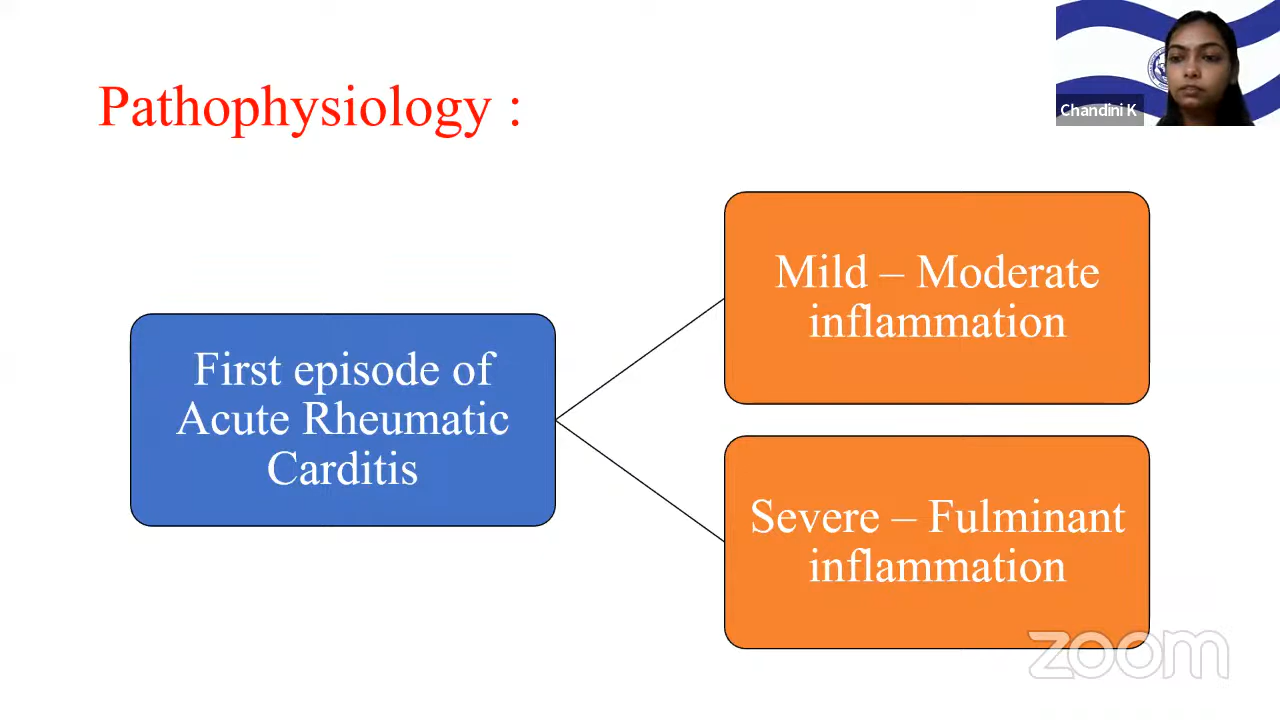 Pathophysiology :
Chandini K
First episode of
Acute Rheumatic
Carditis
Mild – Moderate
inflammation
Severe – Fulminant
inflammation
zoom